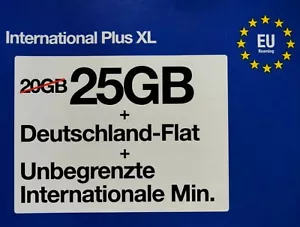 International Plus XL
EU
Roaming
20GB 25GB
+
Deutschland-Flat
+
Unbegrenzte
Internationale Min.